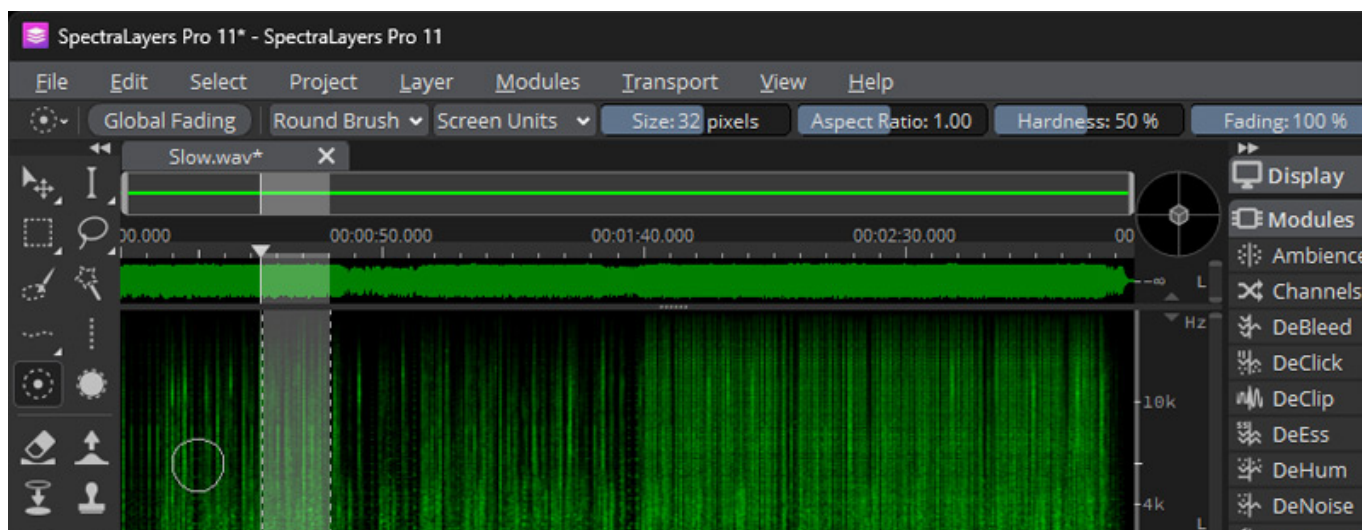 SpectraLayers Pro 11* - SpectraLayers Pro 11
File Edit Select Project Layer Modules Transport View Help
Global Fading Round Brush Screen Units Size: 32 pixels Aspect Ratio: 1.00 Hardness: 50 % Fading: 100 %
Slow.wav*
Display
00.000 00:00:50.000 00:01:40.000 00:02:30.000 00
Modules
Ambience
-∞ L
Channels
Hz
DeBleed
DeClick
10k
DeClip
DeEss
DeHum
4k
DeNoise
L